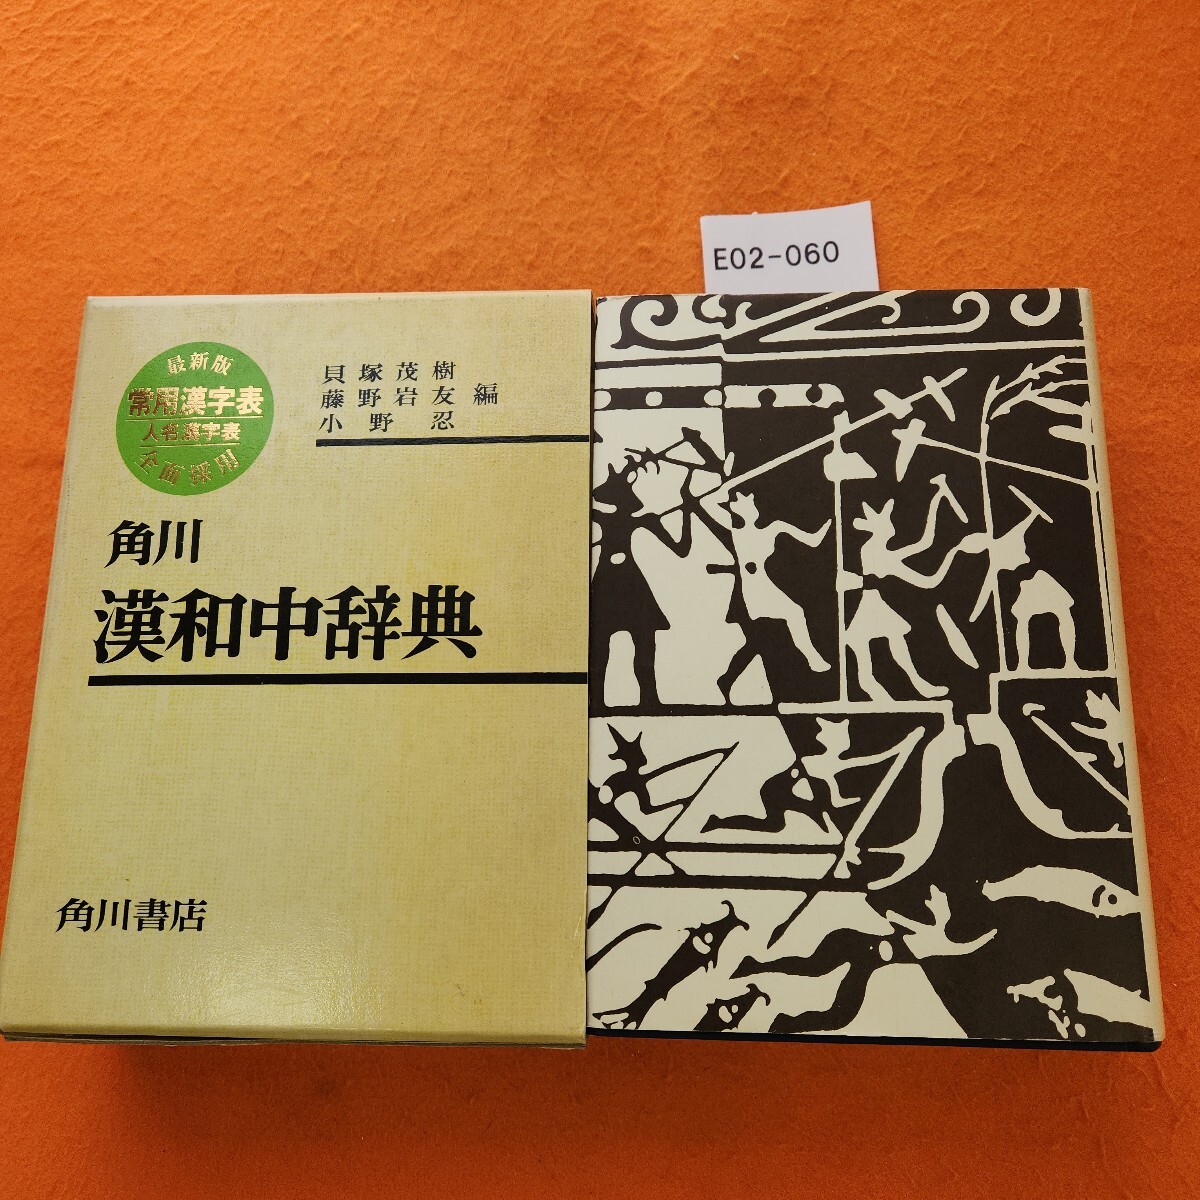 E02-060
最新版
常用漢字表
人名漢字表
全面採用
貝塚茂樹
藤野岩友 編
小野 忍
角川
漢和中辞典
角川書店